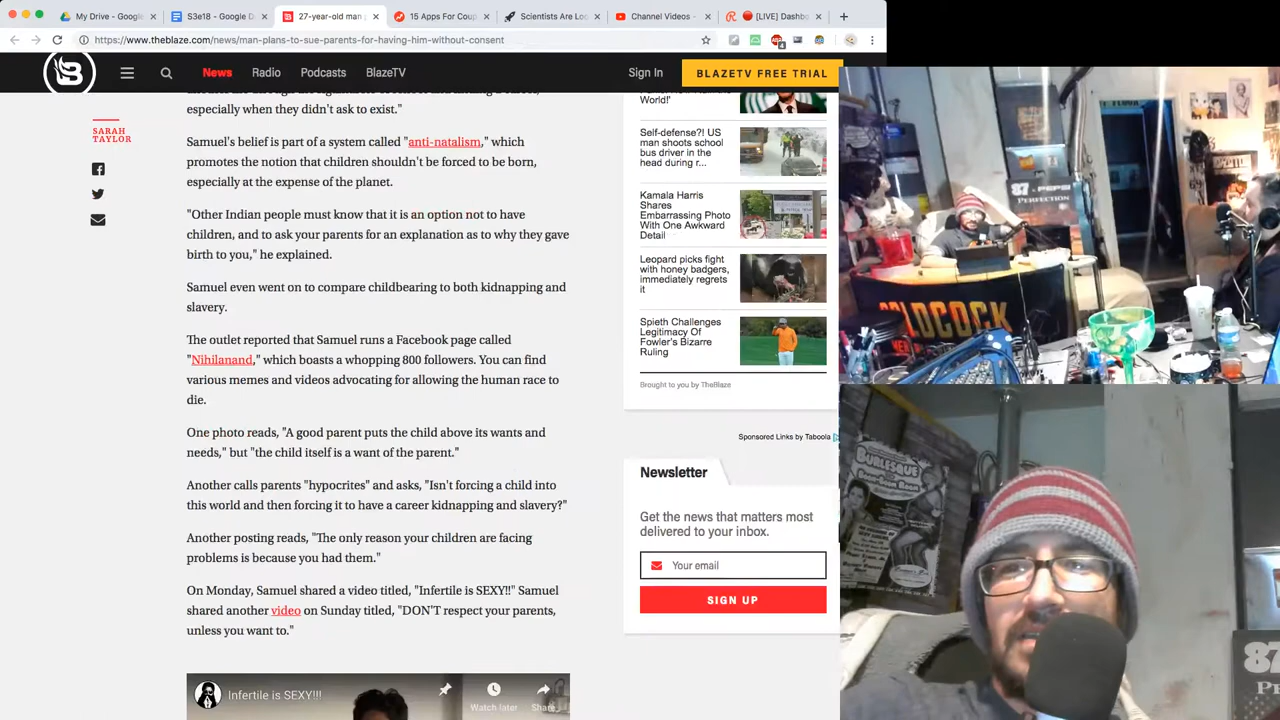 My Drive - Google
S3e18 - Google D
27-year-old man
15 Apps For Coup
Scientists Are Loo
Channel Videos -
[LIVE] Dashbo
https://www.theblaze.com/news/man-plans-to-sue-parents-for-having-him-without-consent
News
Radio
Podcasts
BlazeTV
Sign In
BLAZETV FREE TRIAL
SARAH
TAYLOR
especially when they didn't ask to exist."
Samuel's belief is part of a system called "anti-natalism," which
promotes the notion that children shouldn't be forced to be born,
especially at the expense of the planet.
"Other Indian people must know that it is an option not to have
children, and to ask your parents for an explanation as to why they gave
birth to you," he explained.
Samuel even went on to compare childbearing to both kidnapping and
slavery.
The outlet reported that Samuel runs a Facebook page called
"Nihilanand," which boasts a whopping 800 followers. You can find
various memes and videos advocating for allowing the human race to
die.
One photo reads, "A good parent puts the child above its wants and
needs," but "the child itself is a want of the parent."
Another calls parents "hypocrites" and asks, "Isn't forcing a child into
this world and then forcing it to have a career kidnapping and slavery?"
Another posting reads, "The only reason your children are facing
problems is because you had them."
On Monday, Samuel shared a video titled, "Infertile is SEXY!!" Samuel
shared another video on Sunday titled, "DON'T respect your parents,
unless you want to."
Infertile is SEXY!!!
Watch later
Share
World!'
Self-defense?! US
man shoots school
bus driver in the
head during r...
Kamala Harris
Shares
Embarrassing Photo
With One Awkward
Detail
Leopard picks fight
with honey badgers,
immediately regrets
it
Spieth Challenges
Legitimacy Of
Fowler's Bizarre
Ruling
Brought to you by TheBlaze
Sponsored Links by Taboola
Newsletter
Get the news that matters most
delivered to your inbox.
Your email
SIGN UP
87 - PEPSI
PERFECTION
OLDCOCK
BURLESQUE
87
Per